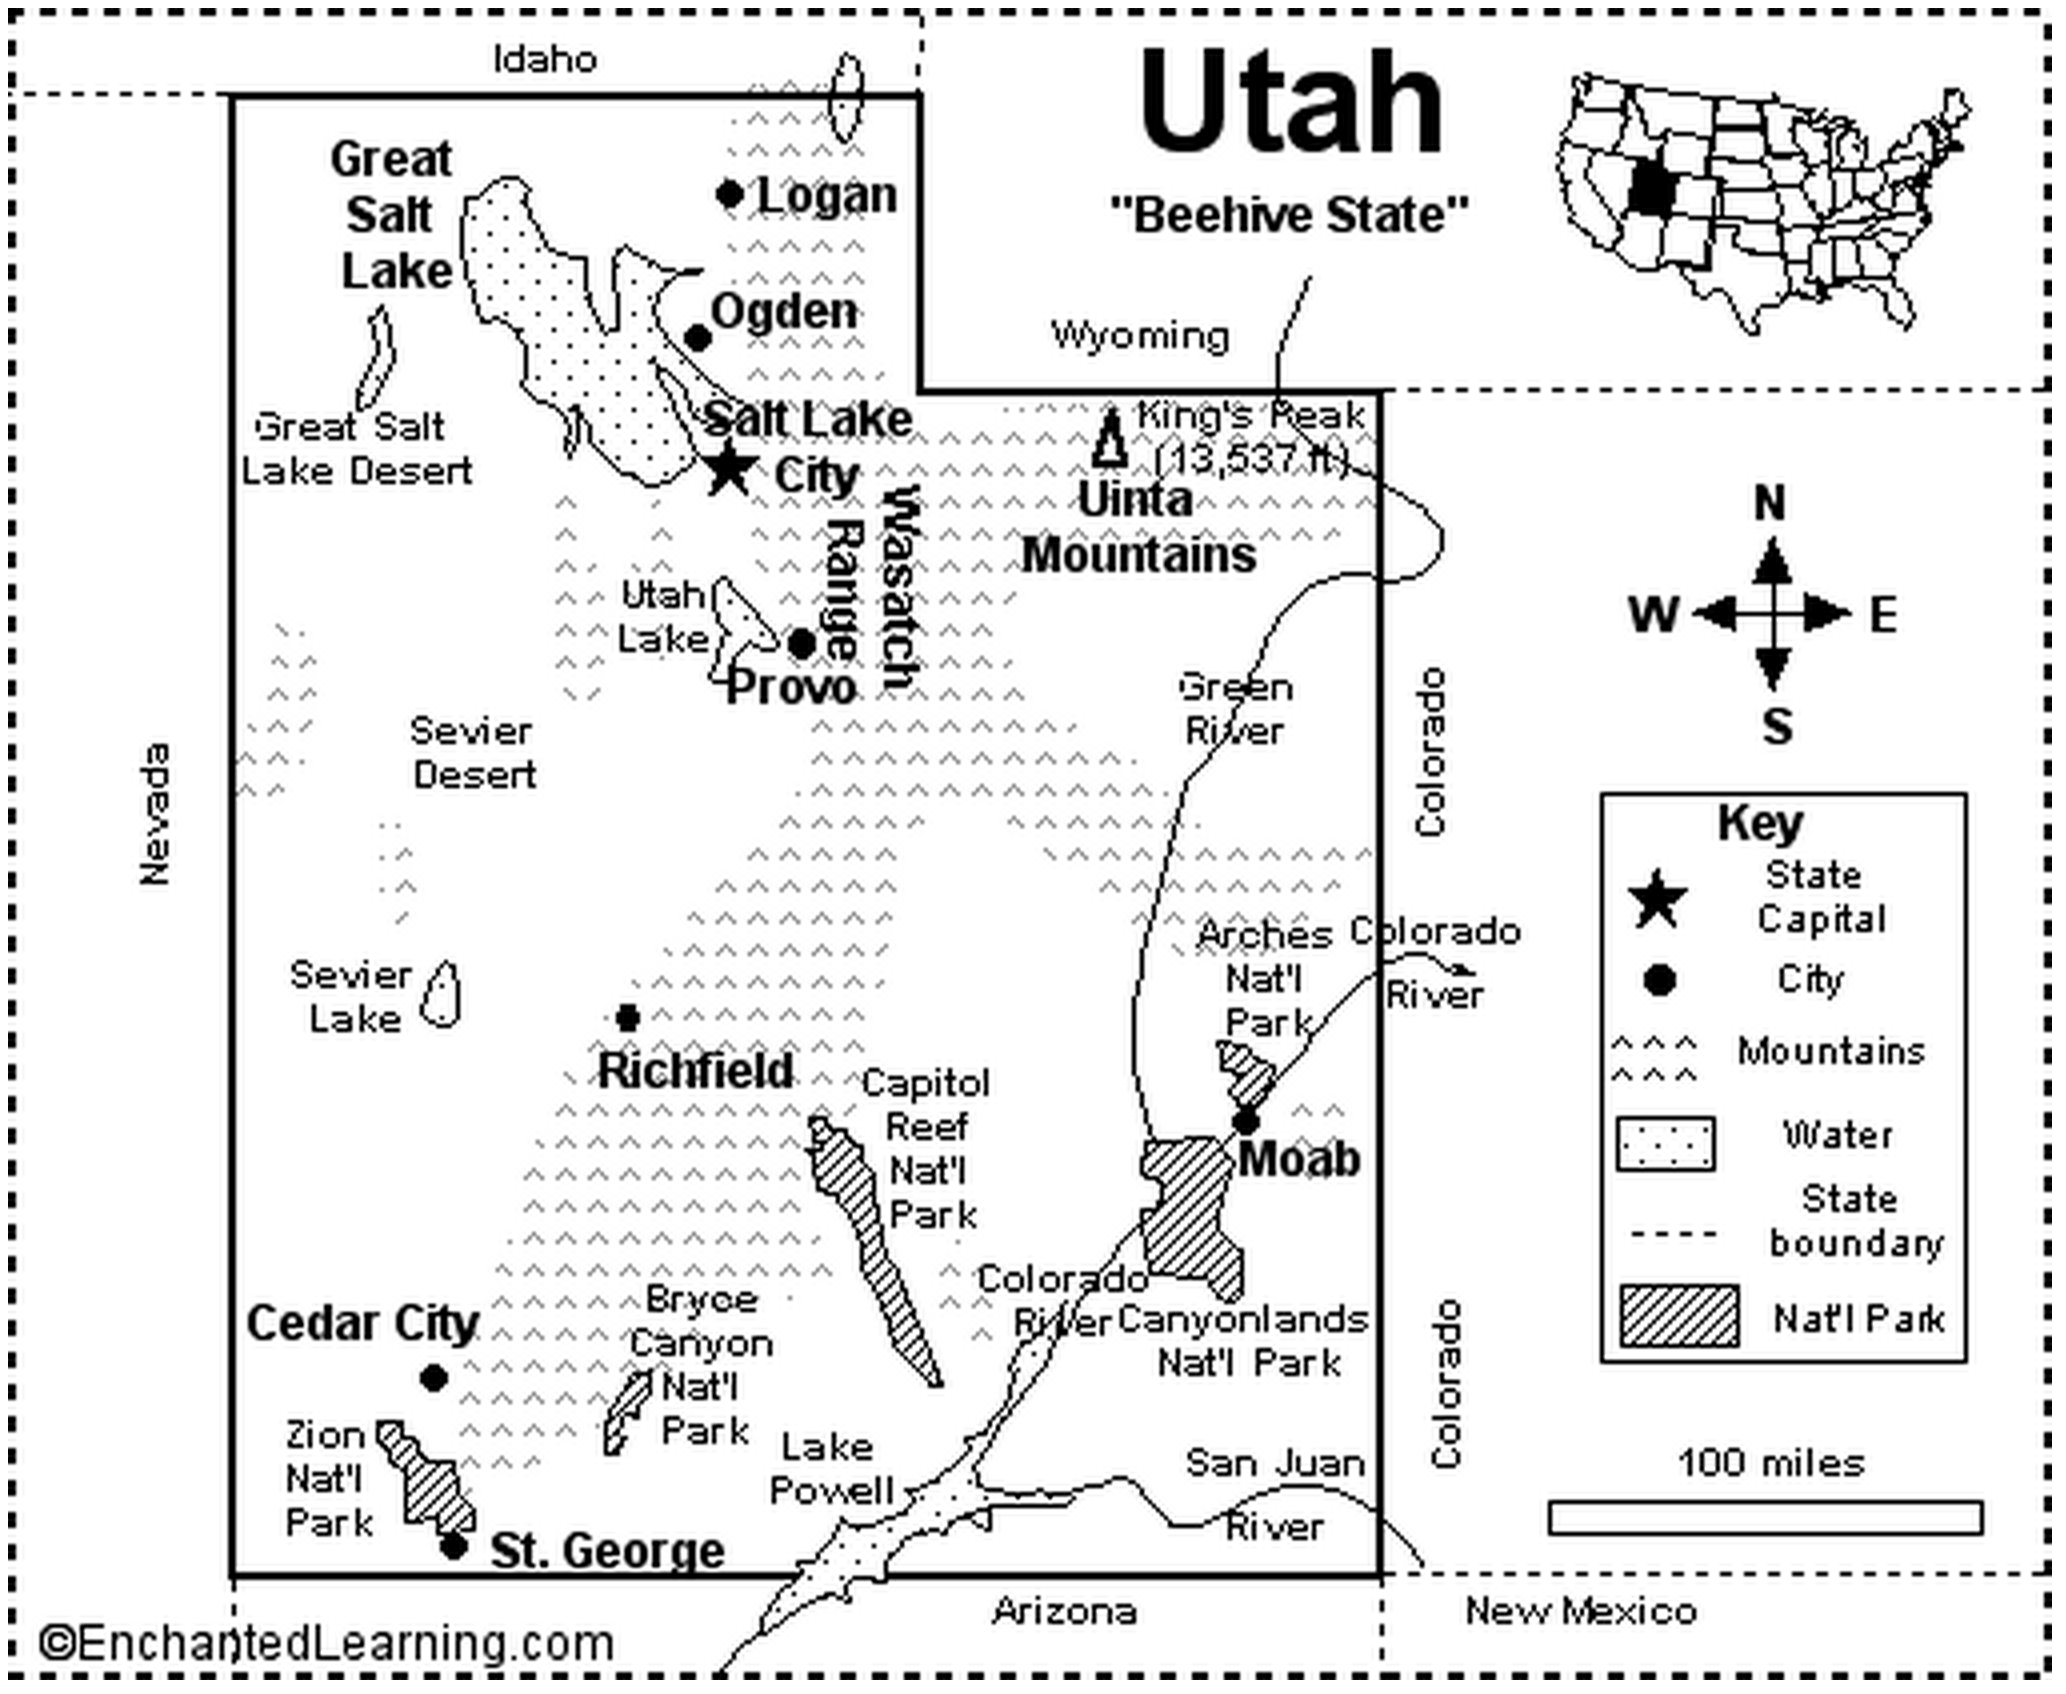 Idaho
Utah
"Beehive State"
Great
Salt
Lake
Logan
Ogden
Wyoming
Great Salt
Lake Desert
Salt Lake
City
King's Peak
(13,537 ft)
Uinta
Mountains
Wasatch
Range
Utah
Lake
Provo
Green
River
Sevier
Desert
Nevada
Colorado
N
W
E
S
Key
State
Capital
City
Mountains
Water
State
boundary
Nat'l Park
Arches
Nat'l
Park
Colorado
River
Sevier
Lake
Richfield
Capitol
Reef
Nat'l
Park
Moab
Colorado
River
Canyonlands
Nat'l Park
Cedar City
Bryce
Canyon
Nat'l
Park
Colorado
Zion
Nat'l
Park
Lake
Powell
San Juan
River
100 miles
St. George
Arizona
New Mexico
©EnchantedLearning.com